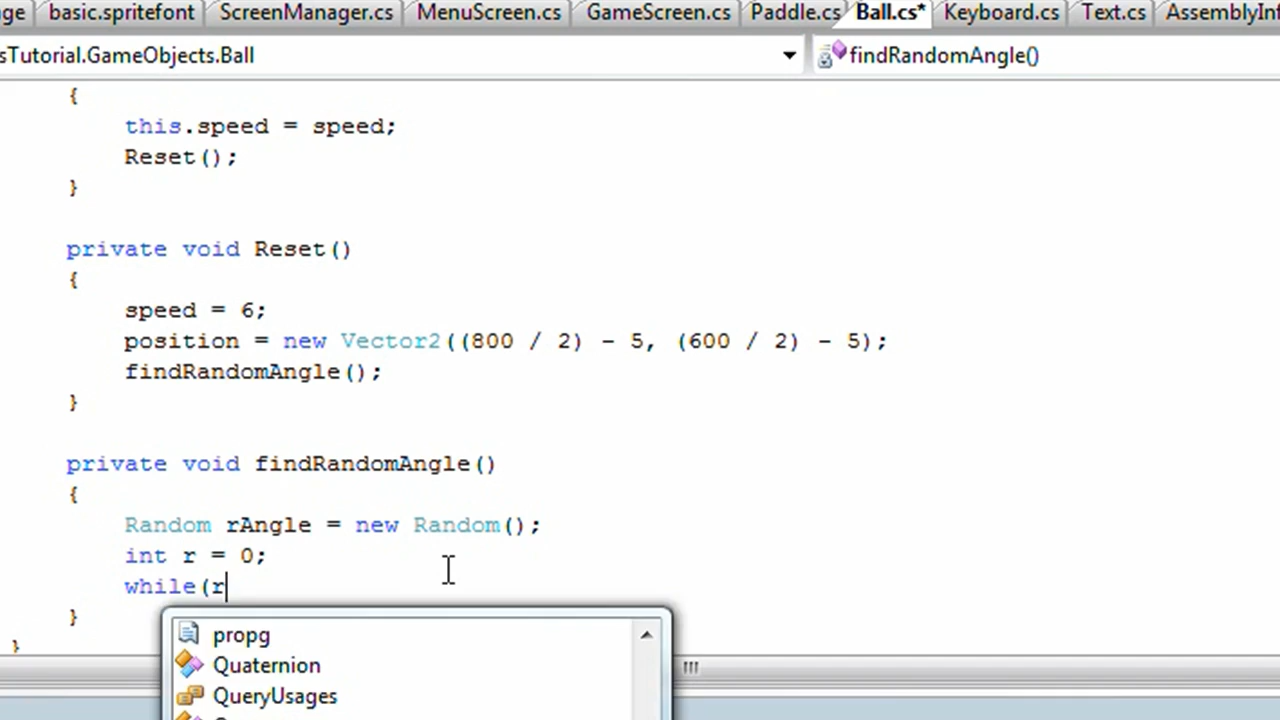 ge basic.spritefont ScreenManager.cs MenuScreen.cs GameScreen.cs Paddle.cs Ball.cs* Keyboard.cs Text.cs AssemblyInf
sTutorial.GameObjects.Ball findRandomAngle()
{
this.speed = speed;
Reset();
}
private void Reset()
{
speed = 6;
position = new Vector2((800 / 2) - 5, (600 / 2) - 5);
findRandomAngle();
}
private void findRandomAngle()
{
Random rAngle = new Random();
int r = 0;
while(r
}
}
propg
Quaternion
QueryUsages